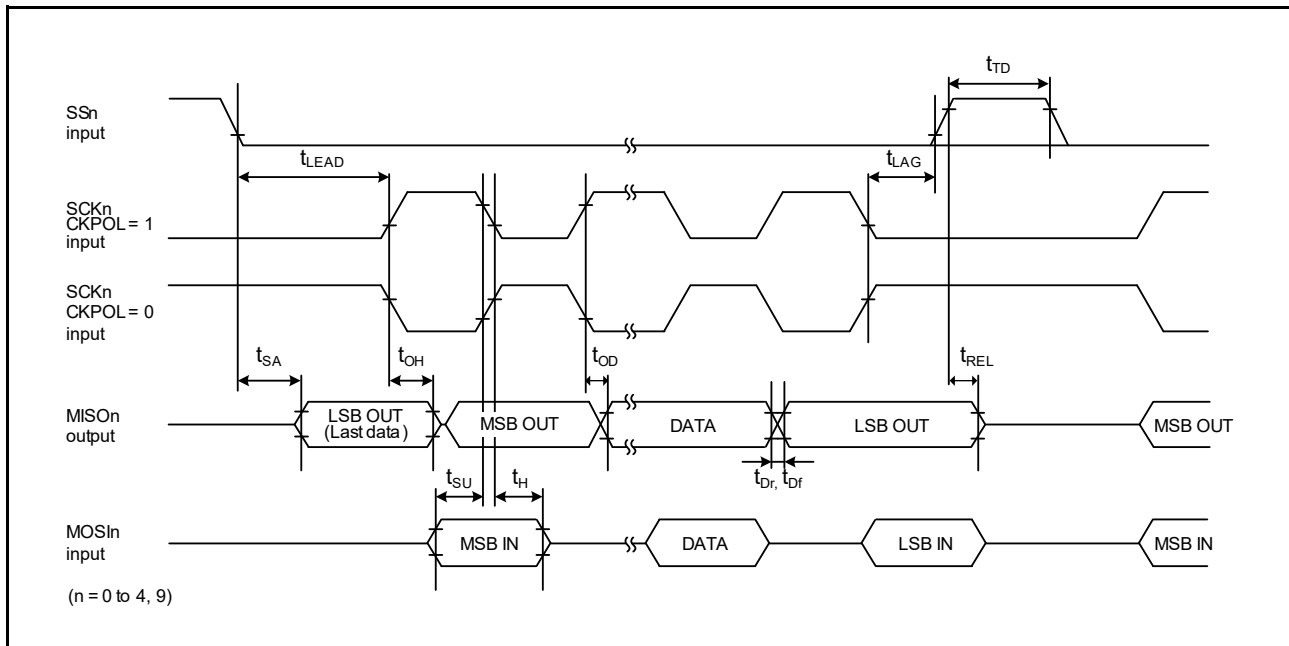 tTD
SSn
input
tLEAD
tLAG
SCKn
CKPOL = 1
input
SCKn
CKPOL = 0
input
tSA
tOH
tOD
tREL
MISOn
output
LSB OUT
(Last data)
MSB OUT
DATA
LSB OUT
MSB OUT
tSU
tH
tDr, tDf
MOSIn
input
MSB IN
DATA
LSB IN
MSB IN
(n = 0 to 4, 9)